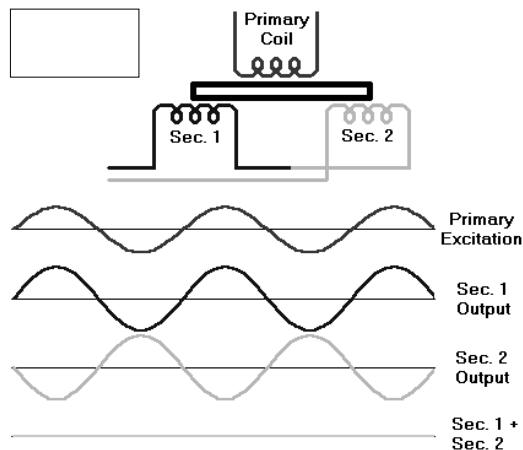 Primary
Coil
Sec. 1
Sec. 2
Primary
Excitation
Sec. 1
Output
Sec. 2
Output
Sec. 1 +
Sec. 2